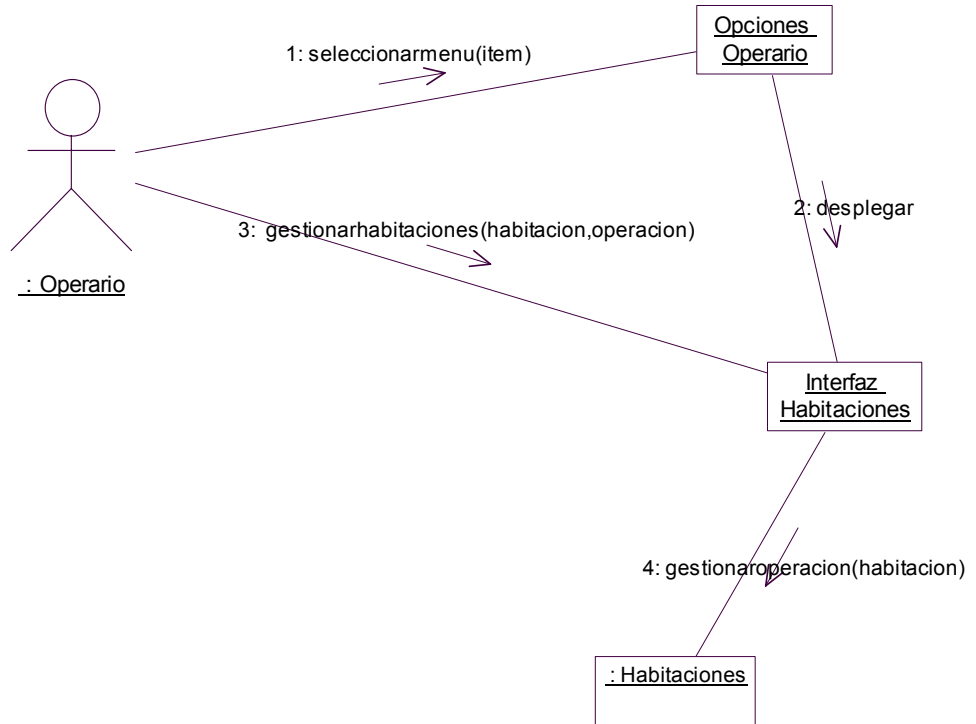 Opciones
Operario
1: seleccionarmenu(item)
2: desplegar
3: gestionarhabitaciones(habitacion,operacion)
: Operario
Interfaz
Habitaciones
4: gestionaroperacion(habitacion)
: Habitaciones